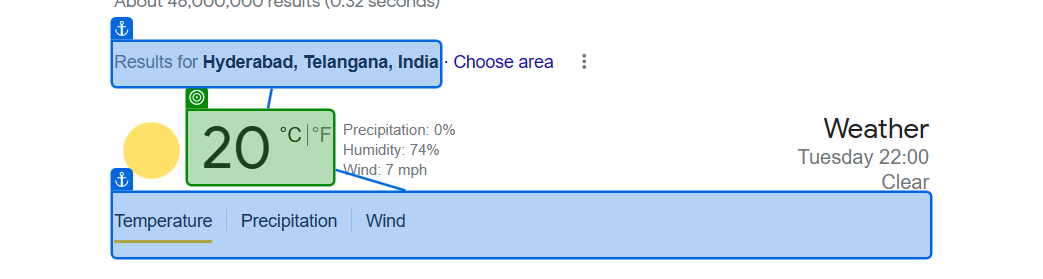 About 48,000,000 results (0.32 seconds)
Results for Hyderabad, Telangana, India · Choose area
20 °C | °F
Precipitation: 0%
Humidity: 74%
Wind: 7 mph
Weather
Tuesday 22:00
Clear
Temperature
Precipitation
Wind